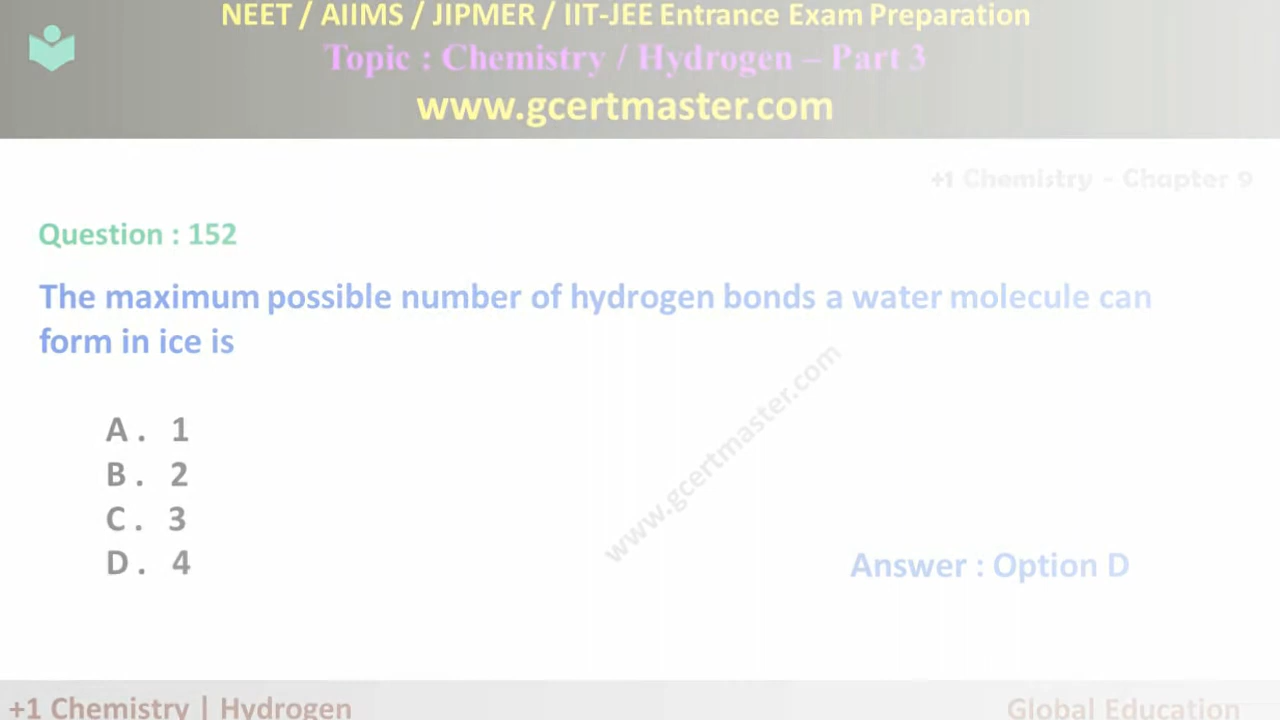 NEET / AIIMS / JIPMER / IIT-JEE Entrance Exam Preparation
Topic : Chemistry / Hydrogen – Part 3
www.gcertmaster.com
+1 Chemistry - Chapter 9
Question : 152
The maximum possible number of hydrogen bonds a water molecule can
form in ice is
A . 1
B . 2
C . 3
D . 4
www.gcertmaster.com
Answer : Option D
+1 Chemistry | Hydrogen
Global Education